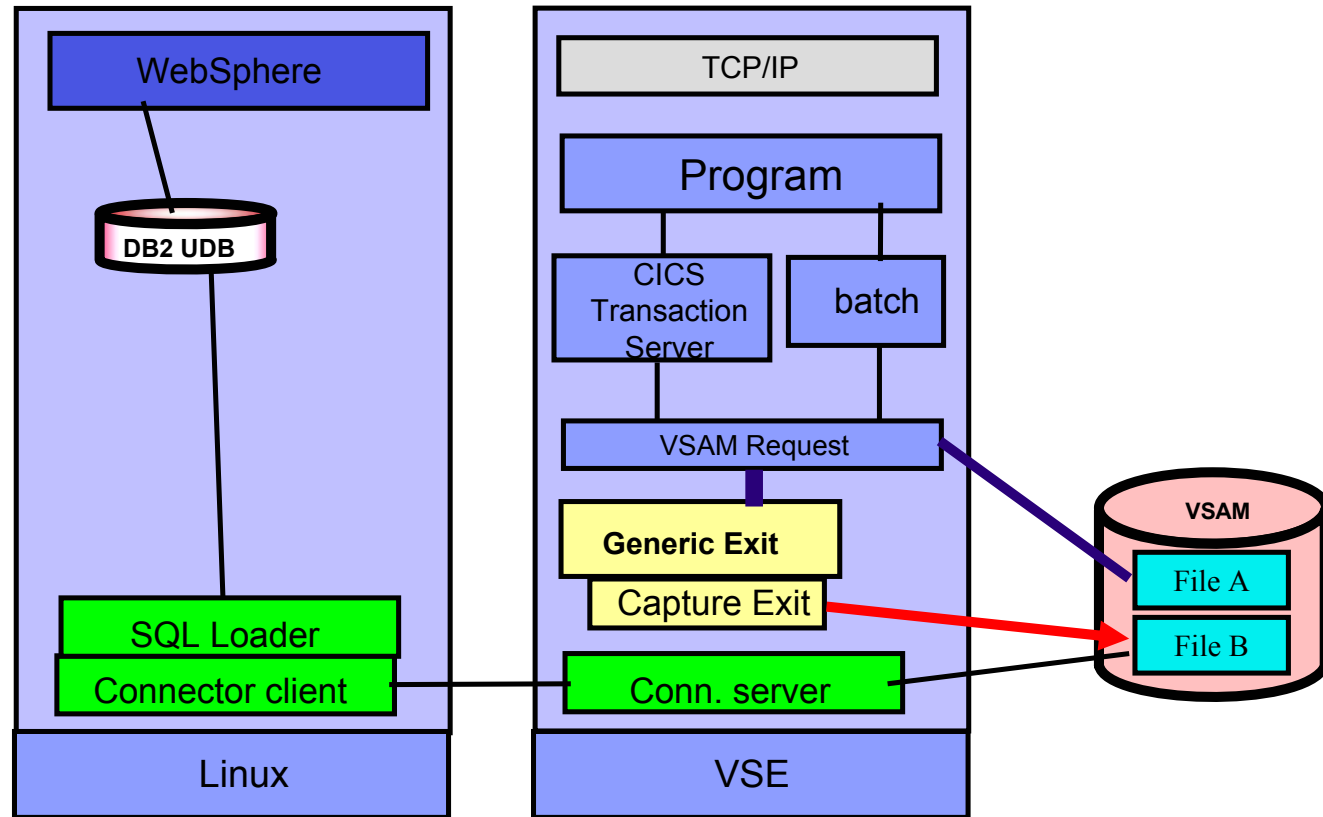 WebSphere
DB2 UDB
SQL Loader
Connector client
Linux
TCP/IP
Program
CICS
Transaction
Server
batch
VSAM Request
Generic Exit
Capture Exit
Conn. server
VSE
VSAM
File A
File B